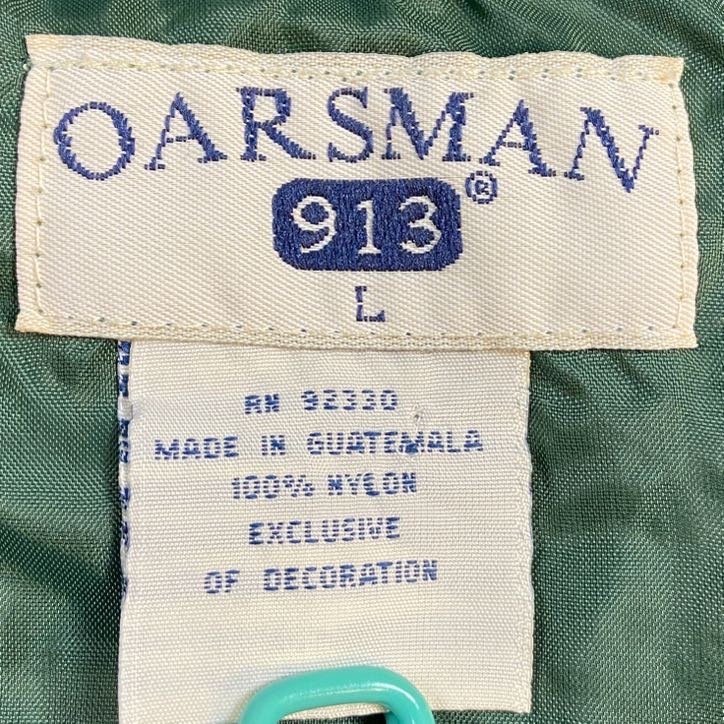 OARSMAN
913®
L
RN 92330
MADE IN GUATEMALA
100% NYLON
EXCLUSIVE
OF DECORATION